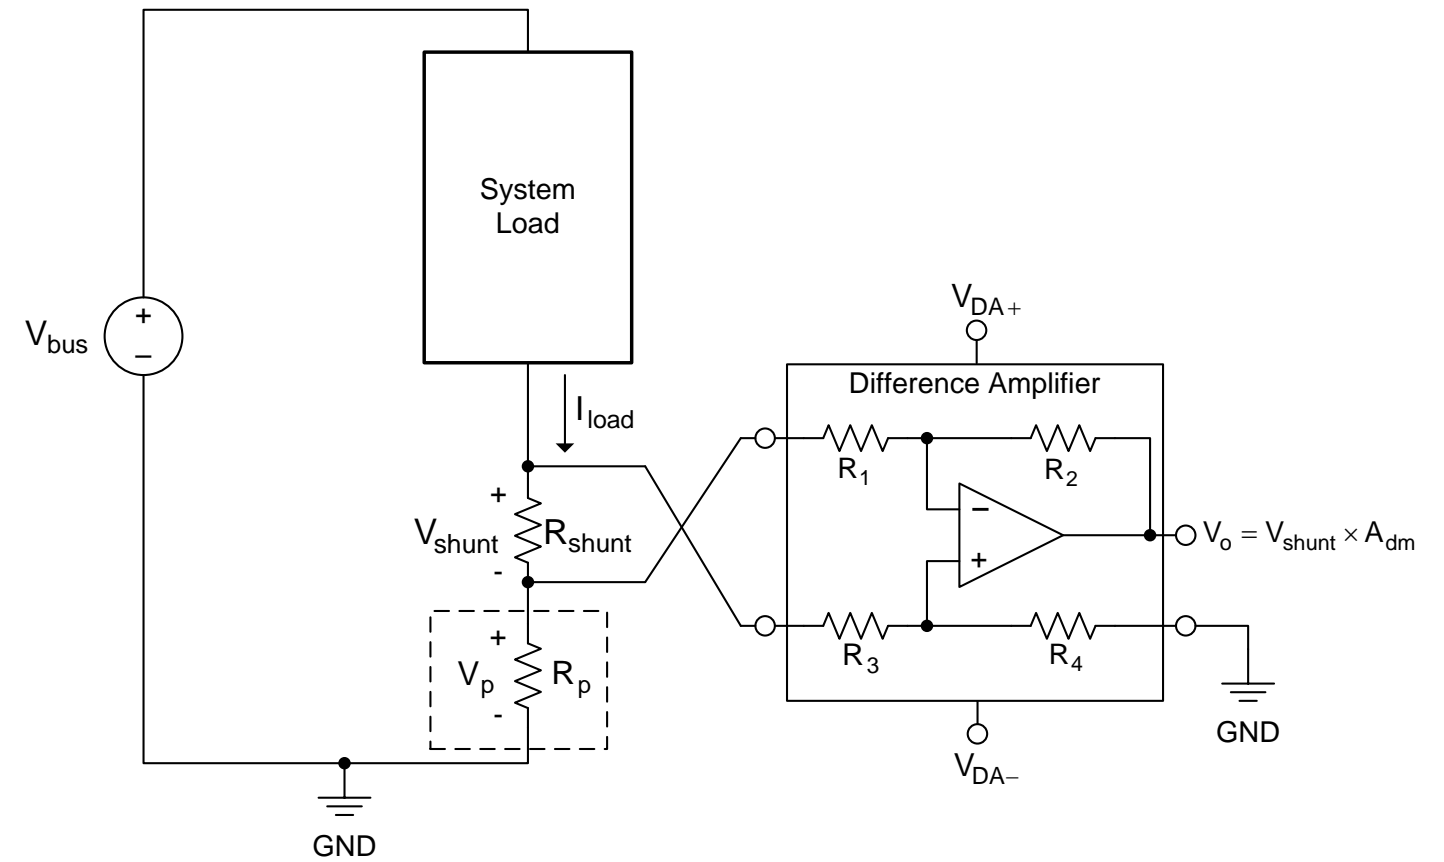 System
Load
V_DA+
Difference Amplifier
+
−
V_bus
I_load
R_1
R_2
+
V_shunt
R_shunt
-
−
+
V_o = V_shunt × A_dm
+
V_p
R_p
-
R_3
R_4
GND
V_DA−
GND